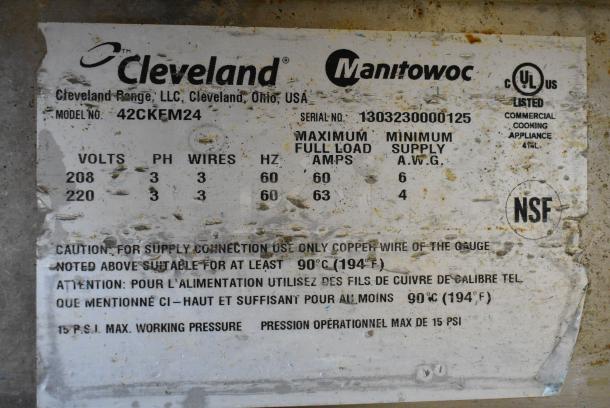 Cleveland® Manitowoc
Cleveland Range, LLC, Cleveland, Ohio, USA
MODEL NO. 42CKEM24 SERIAL NO. 1303230000125
C UL US
LISTED
COMMERCIAL
COOKING
APPLIANCE
414L
MAXIMUM MINIMUM
FULL LOAD SUPPLY
VOLTS PH WIRES HZ AMPS A.W.G.
208 3 3 60 60 6
220 3 3 60 63 4
NSF
CAUTION: FOR SUPPLY CONNECTION USE ONLY COPPER WIRE OF THE GAUGE
NOTED ABOVE SUITABLE FOR AT LEAST 90°C (194°F)
ATTENTION: POUR L'ALIMENTATION UTILISEZ DES FILS DE CUIVRE DE CALIBRE TEL
QUE MENTIONNÉ CI-HAUT ET SUFFISANT POUR AU MOINS 90°C (194°F)
15 P.S.I. MAX. WORKING PRESSURE PRESSION OPÉRATIONNEL MAX DE 15 PSI